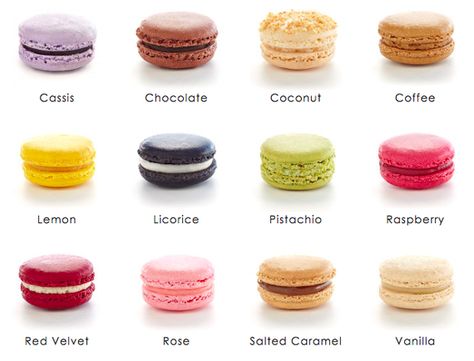 Cassis
Chocolate
Coconut
Coffee
Lemon
Licorice
Pistachio
Raspberry
Red Velvet
Rose
Salted Caramel
Vanilla